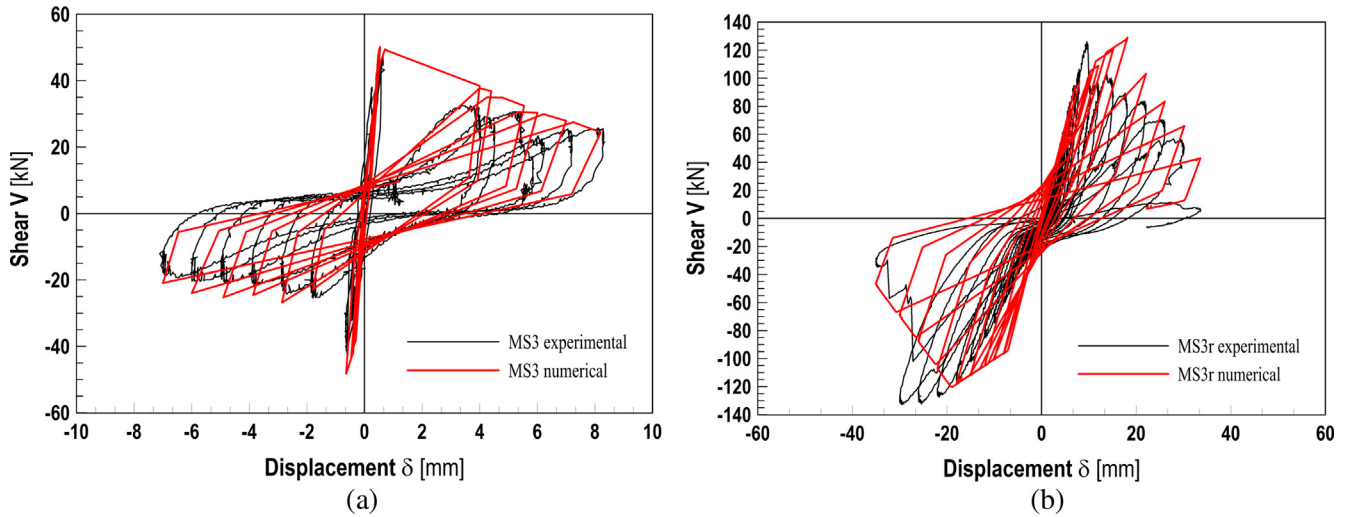 60
40
20
0
-20
-40
-60
Shear V [kN]
-10 -8 -6 -4 -2 0 2 4 6 8 10
Displacement δ [mm]
MS3 experimental
MS3 numerical
(a)
140
120
100
80
60
40
20
0
-20
-40
-60
-80
-100
-120
-140
Shear V [kN]
-60 -40 -20 0 20 40 60
Displacement δ [mm]
MS3r experimental
MS3r numerical
(b)